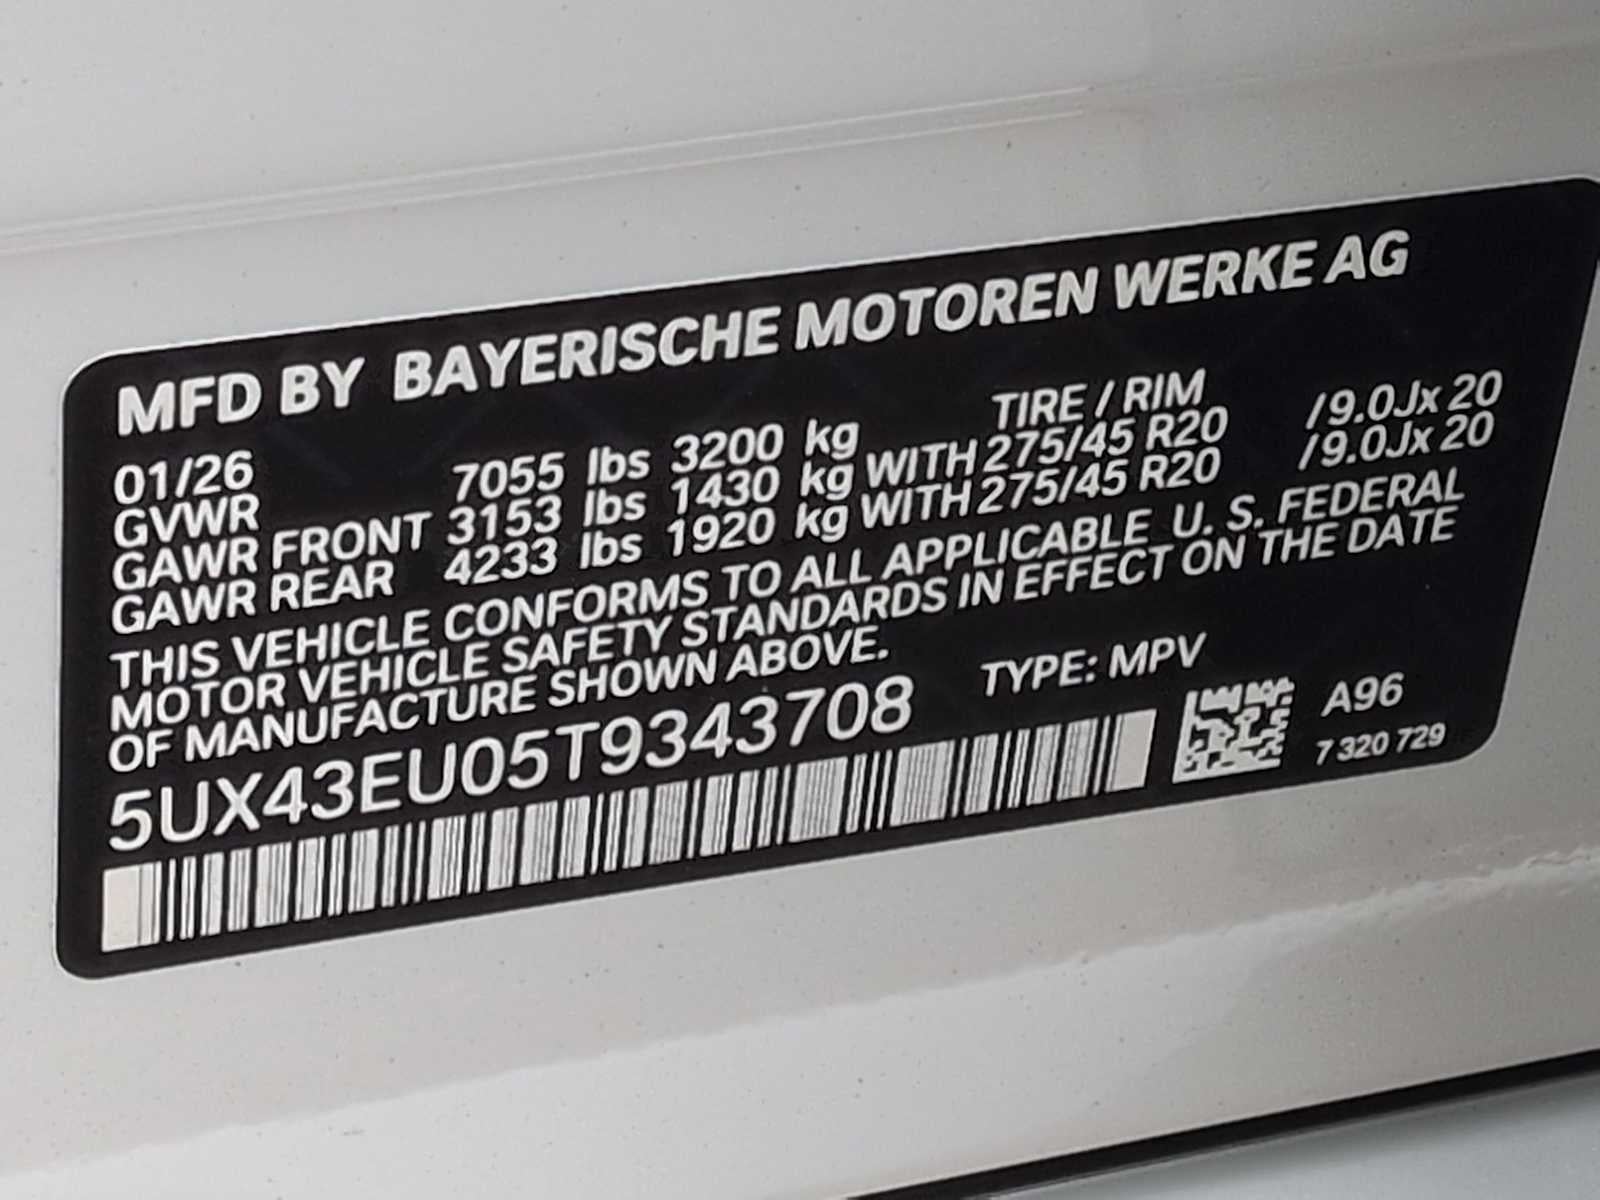 MFD BY BAYERISCHE MOTOREN WERKE AG
01/26 TIRE / RIM
GVWR 7055 lbs 3200 kg
GAWR FRONT 3153 lbs 1430 kg WITH 275/45 R20 /9.0Jx 20
GAWR REAR 4233 lbs 1920 kg WITH 275/45 R20 /9.0Jx 20
THIS VEHICLE CONFORMS TO ALL APPLICABLE U. S. FEDERAL
MOTOR VEHICLE SAFETY STANDARDS IN EFFECT ON THE DATE
OF MANUFACTURE SHOWN ABOVE.
5UX43EU05T9343708 TYPE: MPV
A96
7 320 729